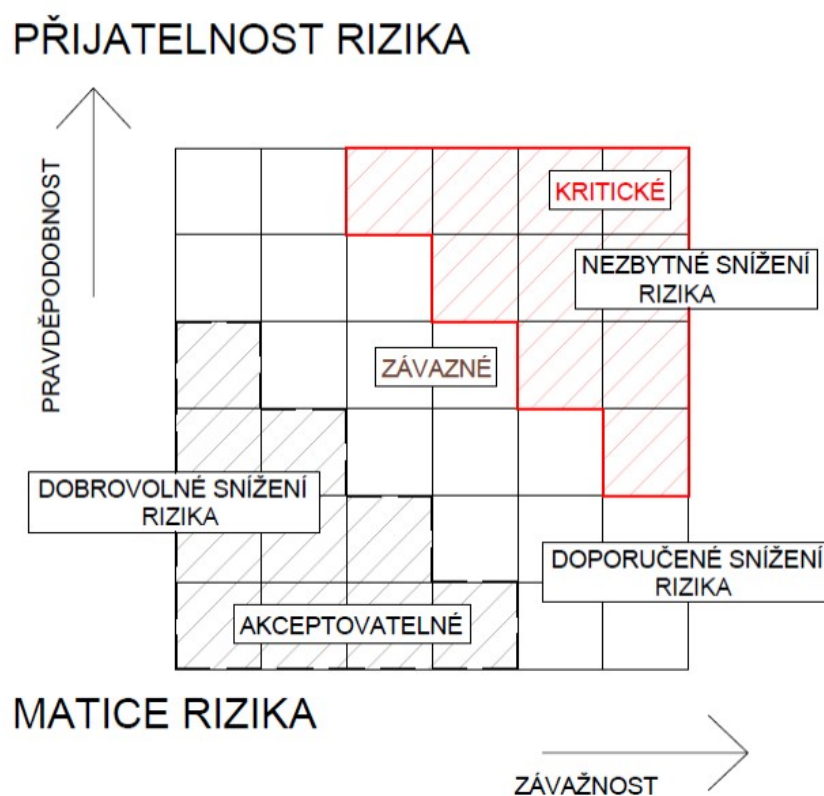 PŘIJATELNOST RIZIKA
PRAVDĚPODOBNOST
KRITICKÉ
NEZBYTNÉ SNÍŽENÍ
RIZIKA
ZÁVAZNÉ
DOBROVOLNÉ SNÍŽENÍ
RIZIKA
DOPORUČENÉ SNÍŽENÍ
RIZIKA
AKCEPTOVATELNÉ
MATICE RIZIKA
ZÁVAŽNOST